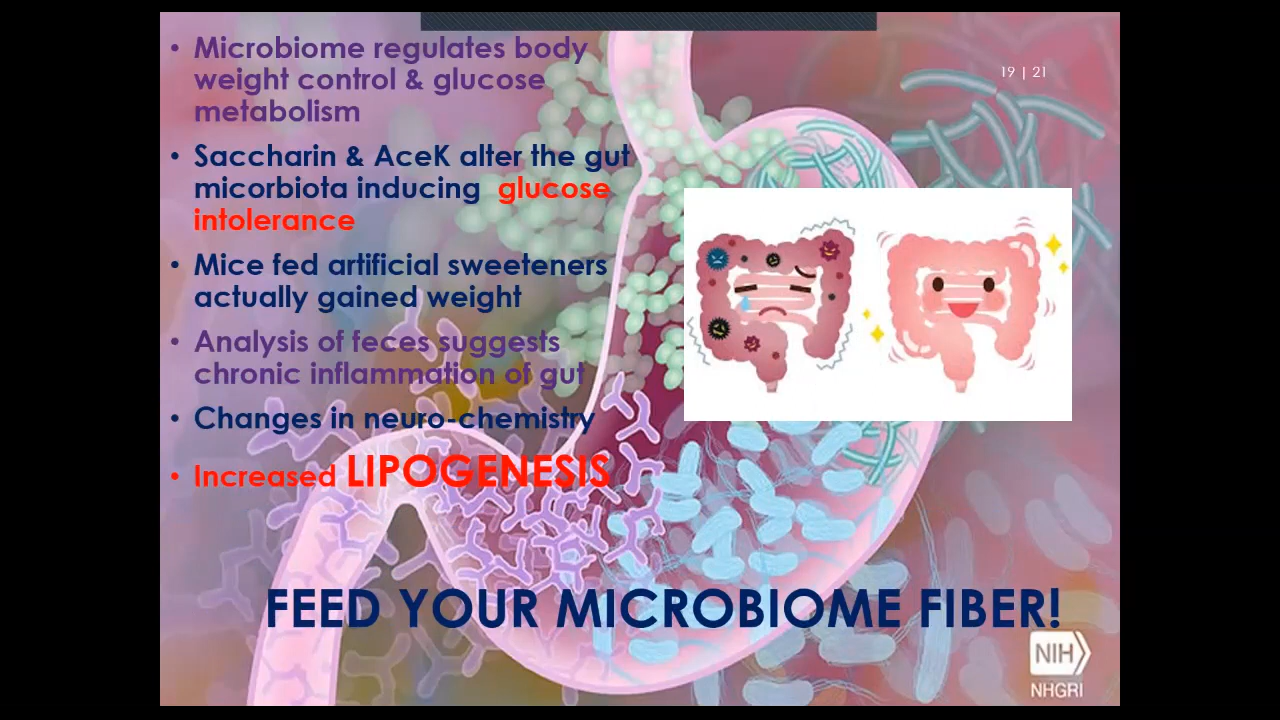 19 | 21
• Microbiome regulates body
weight control & glucose
metabolism
• Saccharin & AceK alter the gut
micorbiota inducing glucose
intolerance
• Mice fed artificial sweeteners
actually gained weight
• Analysis of feces suggests
chronic inflammation of gut
• Changes in neuro-chemistry
• Increased LIPOGENESIS
FEED YOUR MICROBIOME FIBER!
NIH
NHGRI